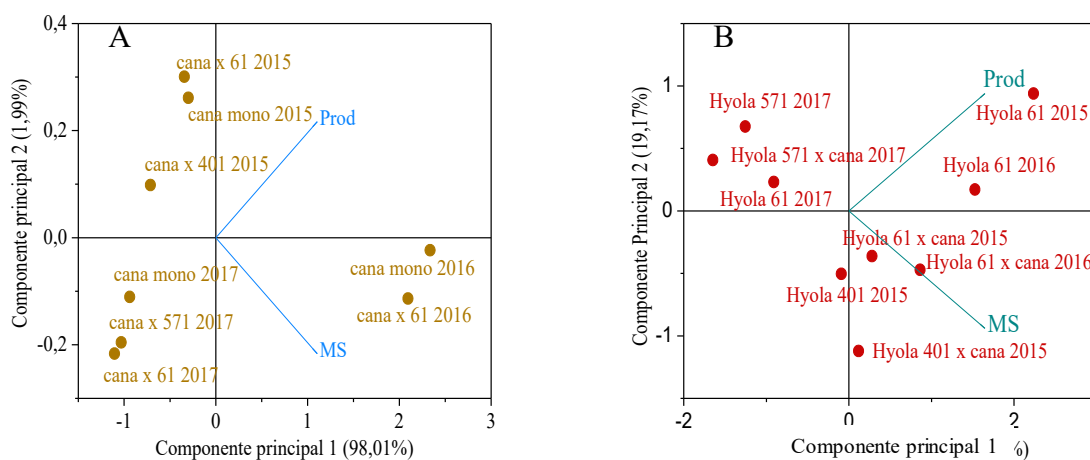 A
0,4
0,2
0,0
-0,2
Componente principal 2 (1,99%)
cana x 61 2015
cana mono 2015
Prod
cana x 401 2015
cana mono 2017
cana mono 2016
cana x 571 2017
cana x 61 2016
MS
cana x 61 2017
-1
0
1
2
3
Componente principal 1 (98,01%)
B
1
0
-1
Componente Principal 2 (19,17%)
Prod
Hyola 571 2017
Hyola 61 2015
Hyola 571 x cana 2017
Hyola 61 2016
Hyola 61 2017
Hyola 61 x cana 2015
Hyola 61 x cana 2016
Hyola 401 2015
MS
Hyola 401 x cana 2015
-2
0
2
Componente principal 1 %)